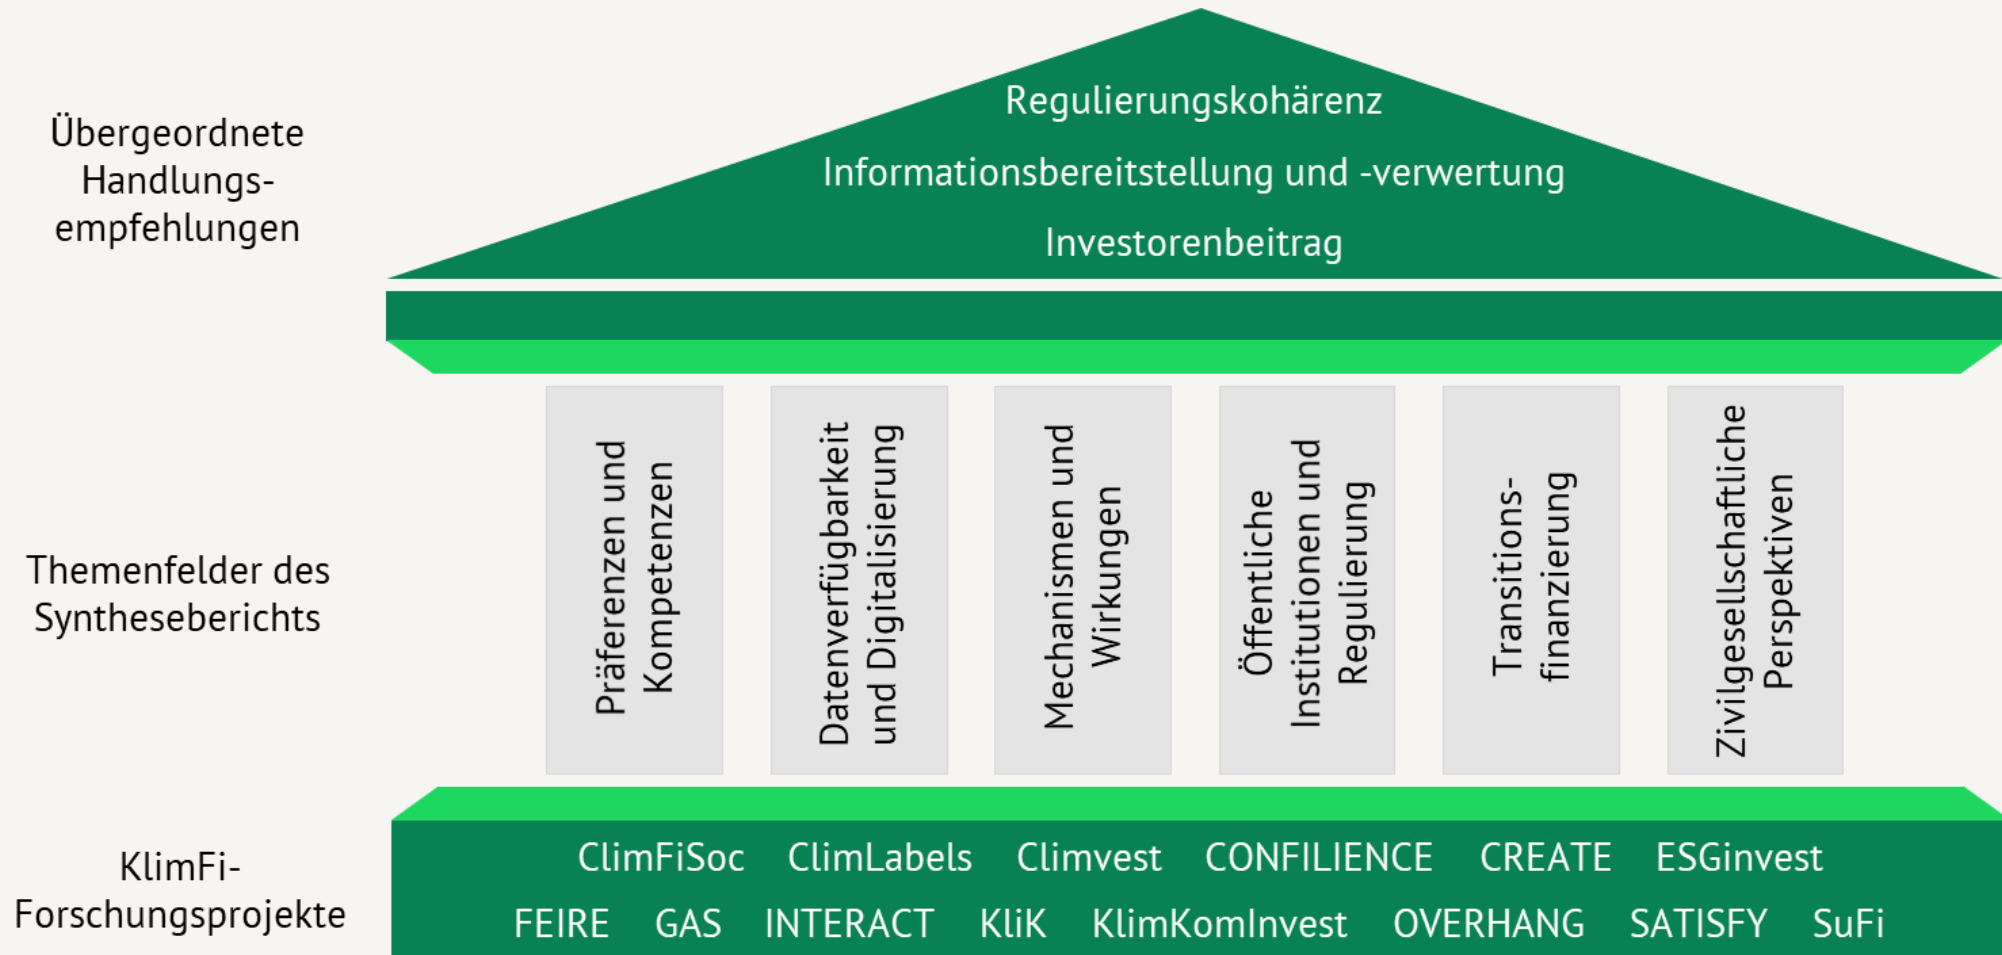 Übergeordnete
Handlungs-
empfehlungen
Regulierungskohärenz
Informationsbereitstellung und -verwertung
Investorenbeitrag
Themenfelder des
Syntheseberichts
Präferenzen und
Kompetenzen
Datenverfügbarkeit
und Digitalisierung
Mechanismen und
Wirkungen
Öffentliche
Institutionen und
Regulierung
Transitions-
finanzierung
Zivilgesellschaftliche
Perspektiven
KlimFi-
Forschungsprojekte
ClimFiSoc ClimLabels Climvest CONFILIENCE CREATE ESGinvest
FEIRE GAS INTERACT KliK KlimKomInvest OVERHANG SATISFY SuFi